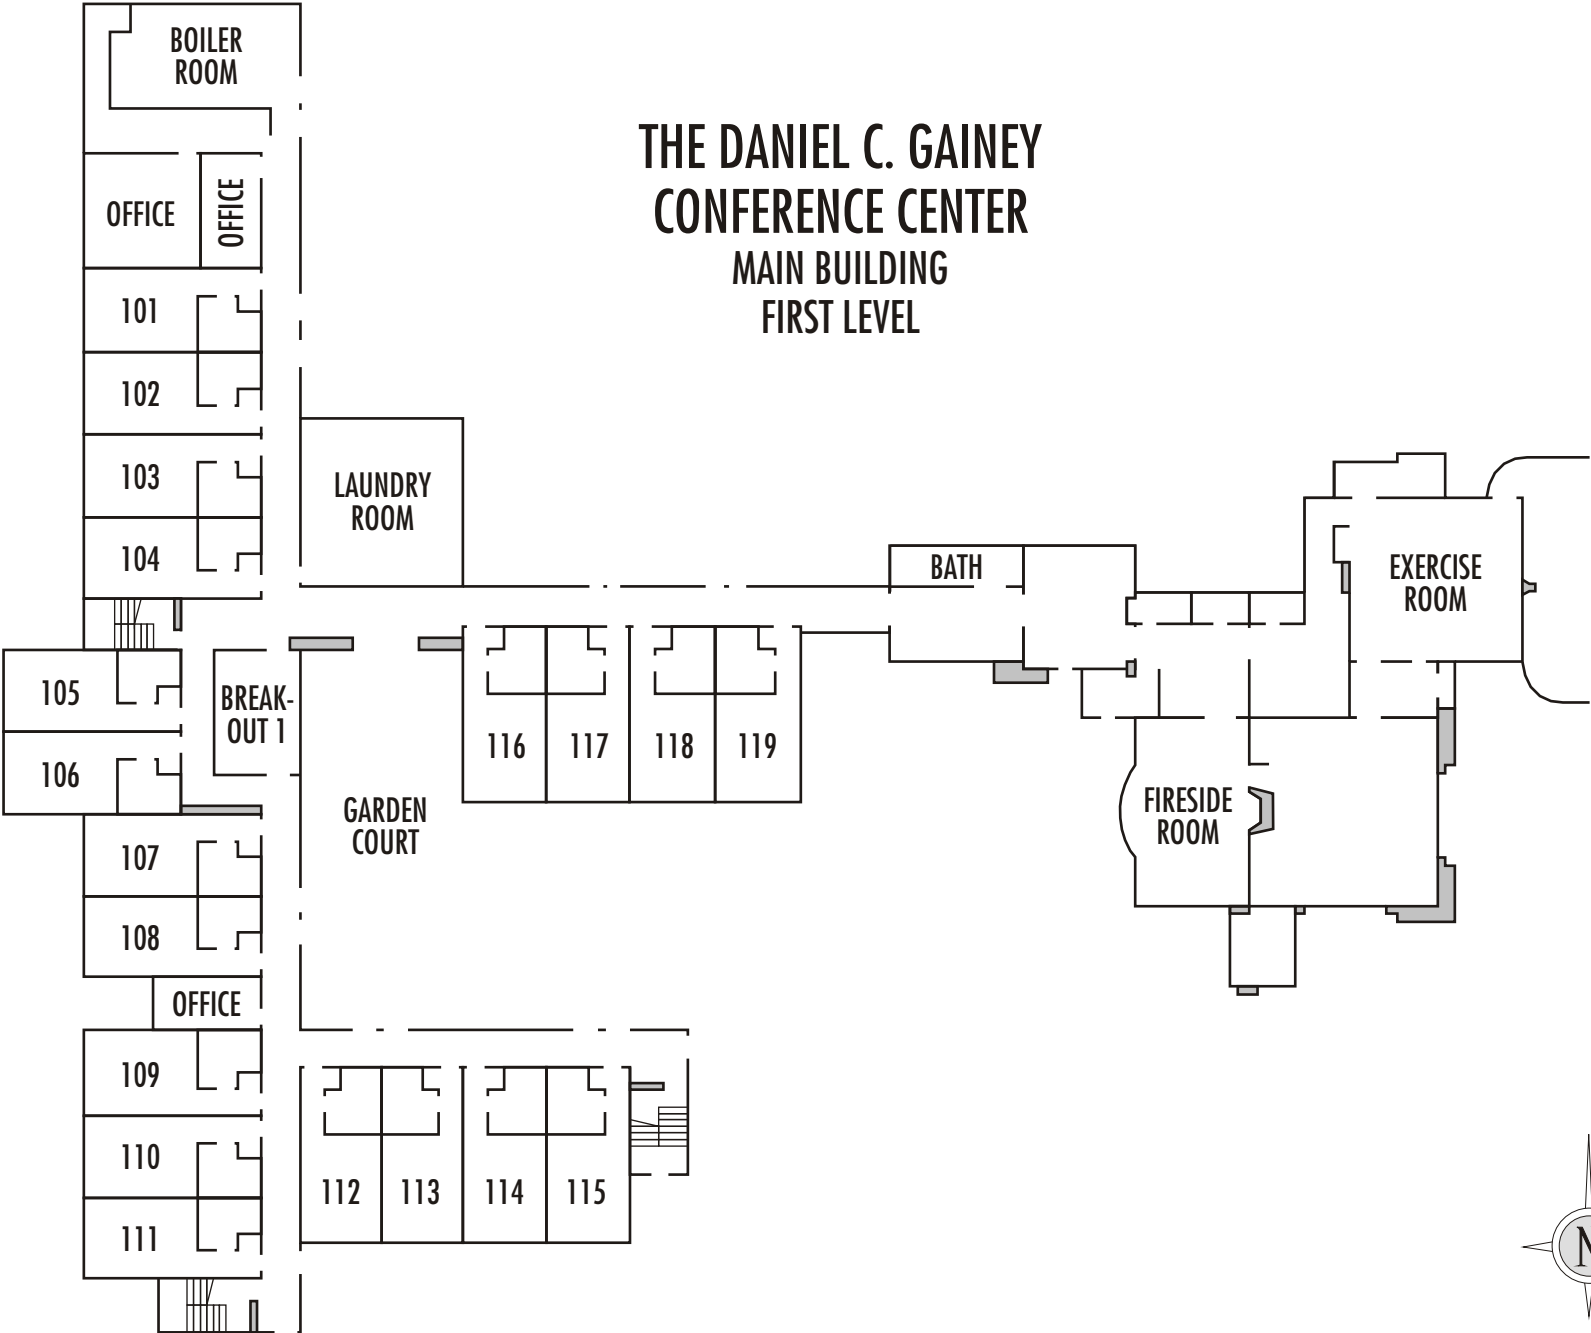 BOILER
ROOM
THE DANIEL C. GAINEY
CONFERENCE CENTER
MAIN BUILDING
FIRST LEVEL
OFFICE
OFFICE
101
102
103
104
LAUNDRY
ROOM
BATH
EXERCISE
ROOM
105
BREAK-
OUT 1
106
116
117
118
119
GARDEN
COURT
FIRESIDE
ROOM
107
108
OFFICE
109
110
111
112
113
114
115
N